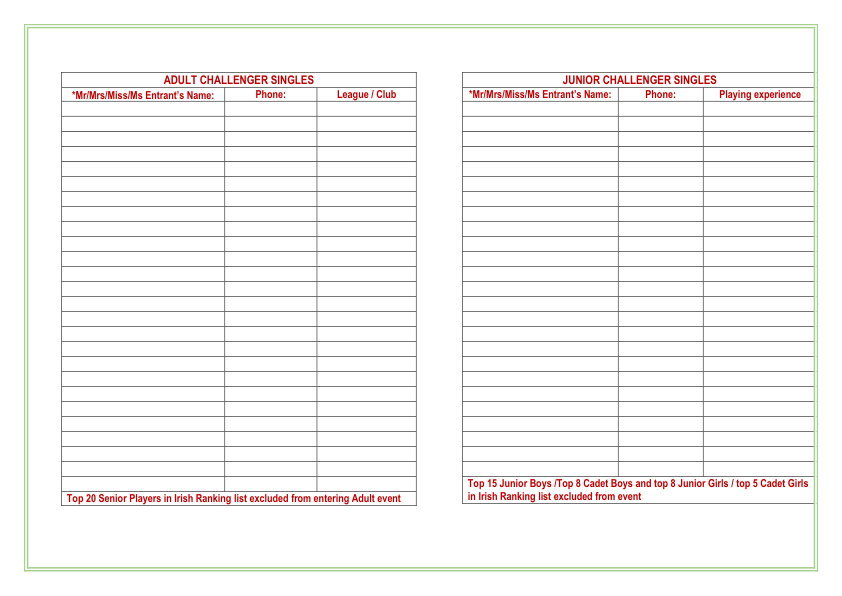 ADULT CHALLENGER SINGLES
*Mr/Mrs/Miss/Ms Entrant's Name: Phone: League / Club
Top 20 Senior Players in Irish Ranking list excluded from entering Adult event
JUNIOR CHALLENGER SINGLES
*Mr/Mrs/Miss/Ms Entrant's Name: Phone: Playing experience
Top 15 Junior Boys /Top 8 Cadet Boys and top 8 Junior Girls / top 5 Cadet Girls
in Irish Ranking list excluded from event